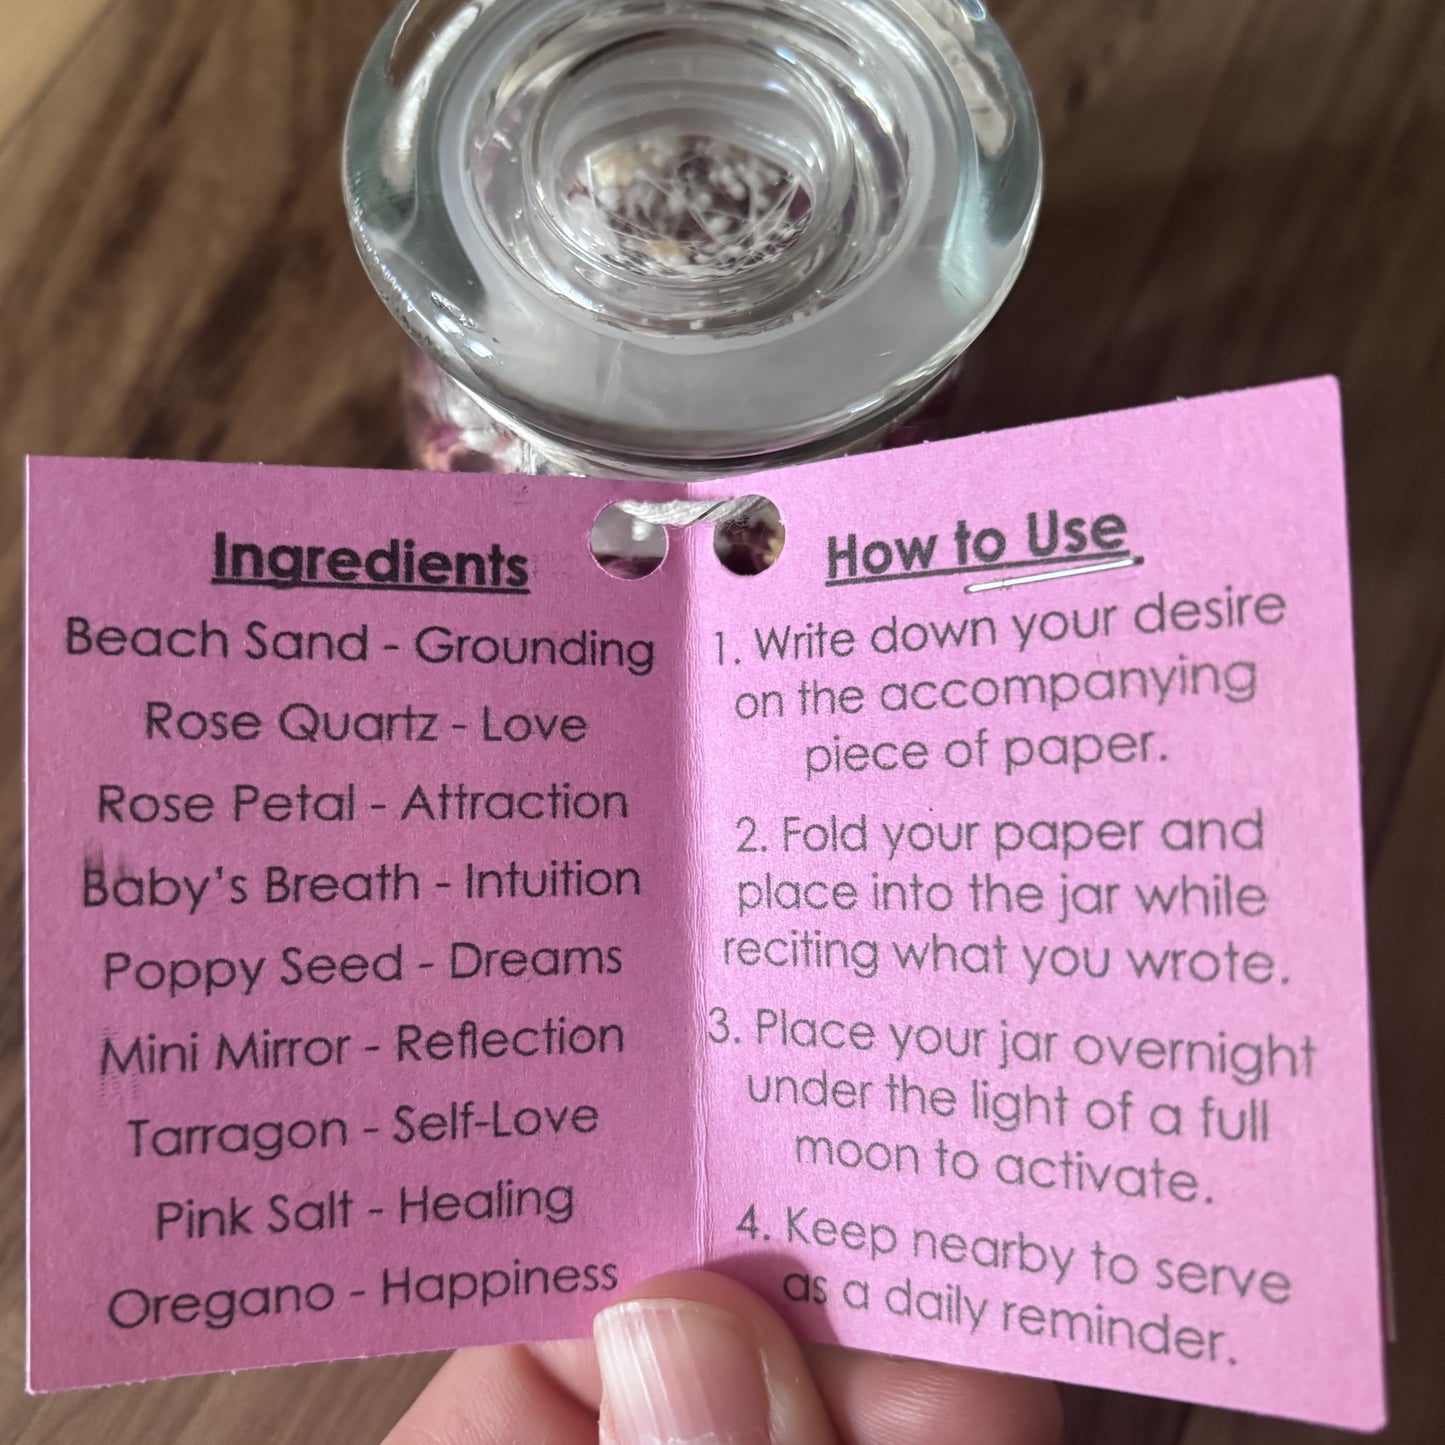 Ingredients
Beach Sand - Grounding
Rose Quartz - Love
Rose Petal - Attraction
Baby's Breath - Intuition
Poppy Seed - Dreams
Mini Mirror - Reflection
Tarragon - Self-Love
Pink Salt - Healing
Oregano - Happiness
How to Use
1. Write down your desire
on the accompanying
piece of paper.
2. Fold your paper and
place into the jar while
reciting what you wrote.
3. Place your jar overnight
under the light of a full
moon to activate.
4. Keep nearby to serve
as a daily reminder.